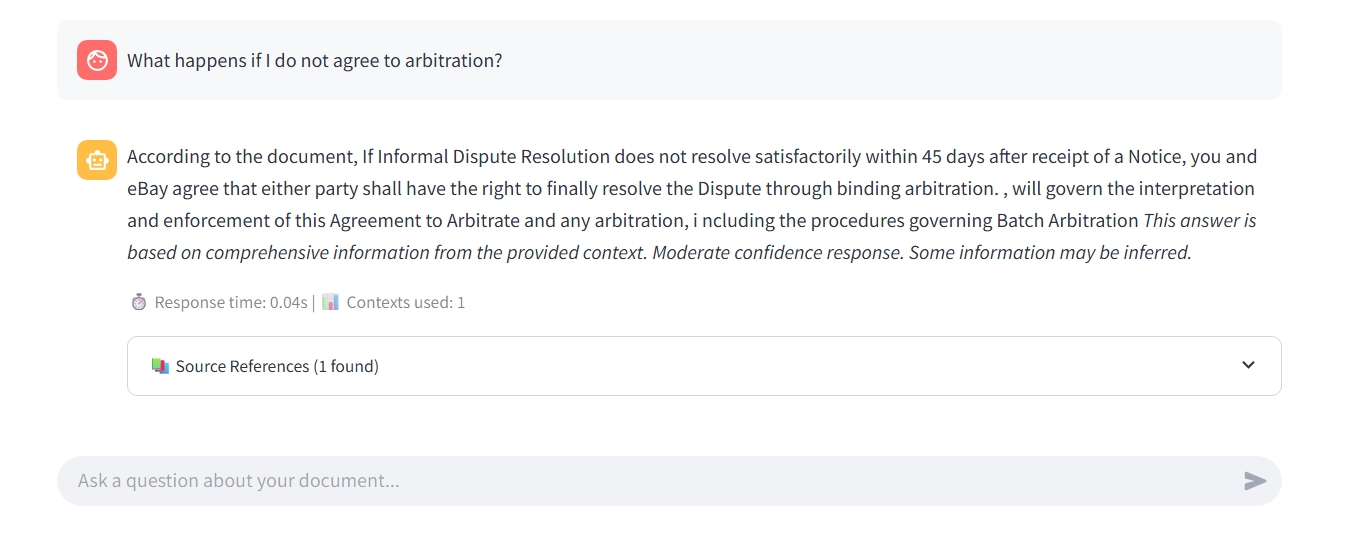 What happens if I do not agree to arbitration?
According to the document, If Informal Dispute Resolution does not resolve satisfactorily within 45 days after receipt of a Notice, you and
eBay agree that either party shall have the right to finally resolve the Dispute through binding arbitration. , will govern the interpretation
and enforcement of this Agreement to Arbitrate and any arbitration, i ncluding the procedures governing Batch Arbitration This answer is
based on comprehensive information from the provided context. Moderate confidence response. Some information may be inferred.
Response time: 0.04s | Contexts used: 1
Source References (1 found)
Ask a question about your document...